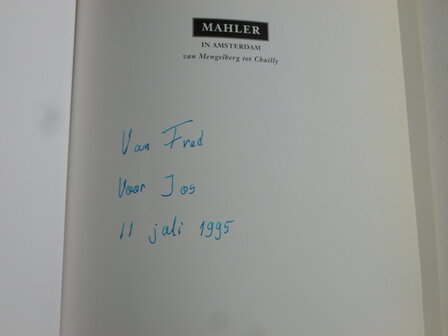 MAHLER
IN AMSTERDAM
van Mengelberg tot Chailly
Van Fred
Voor Jos
11 juli 1995